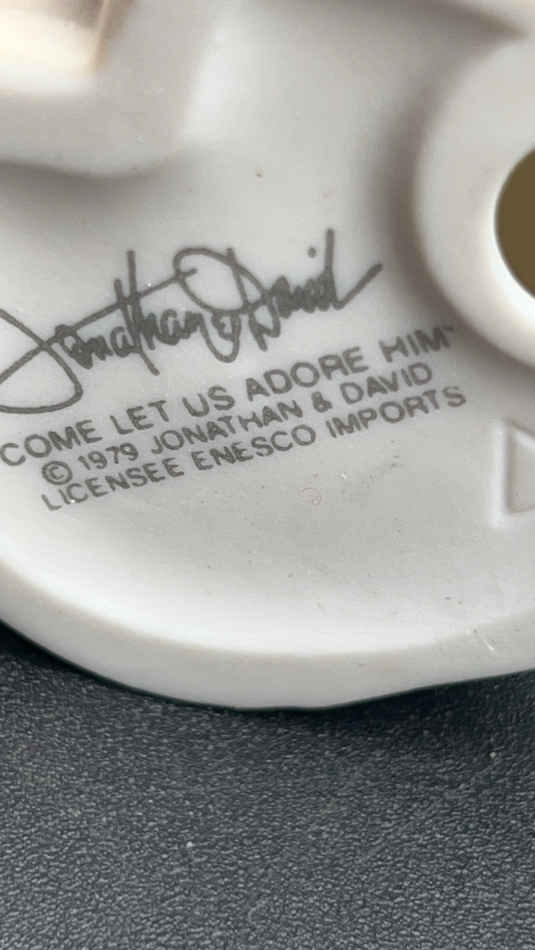 Jonathan & David
COME LET US ADORE HIM™
© 1979 JONATHAN & DAVID
LICENSEE ENESCO IMPORTS